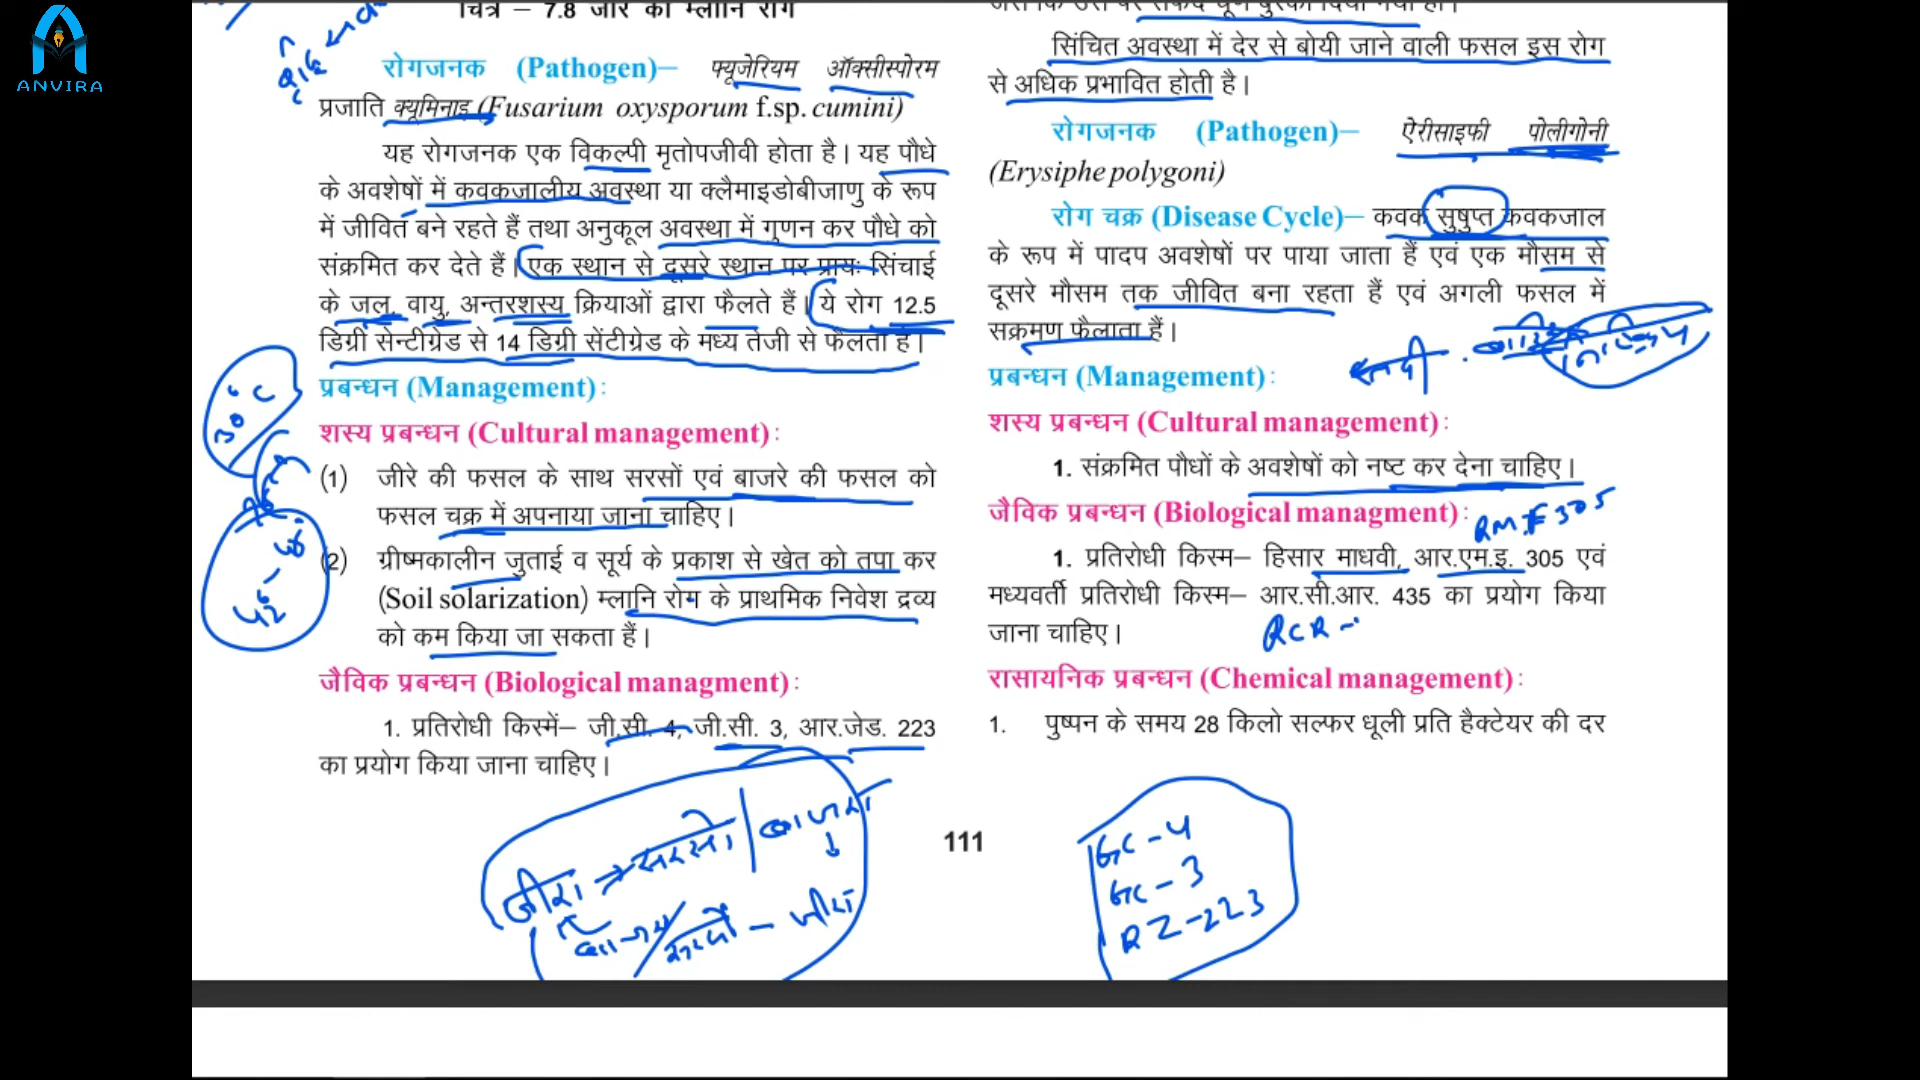 ANVIRA
चित्र – 7.8 जीरे का म्लानि रोग
रोगजनक (Pathogen)– फ्यूजेरियम ऑक्सीस्पोरम
प्रजाति क्यूमिनाइ (Fusarium oxysporum f.sp. cumini)
यह रोगजनक एक विकल्पी मृतोपजीवी होता है। यह पौधे
के अवशेषों में कवकजालीय अवस्था या क्लैमाइडोबीजाणु के रूप
में जीवित बने रहते हैं तथा अनुकूल अवस्था में गुणन कर पौधे को
संक्रमित कर देते हैं। एक स्थान से दूसरे स्थान पर प्रायः सिंचाई
के जल, वायु, अन्तरशस्य क्रियाओं द्वारा फैलते हैं। ये रोग 12.5
डिग्री सेन्टीग्रेड से 14 डिग्री सेंटीग्रेड के मध्य तेजी से फैलता है।
प्रबन्धन (Management) :
30°C
शस्य प्रबन्धन (Cultural management) :
(1) जीरे की फसल के साथ सरसों एवं बाजरे की फसल को
फसल चक्र में अपनाया जाना चाहिए।
(2) ग्रीष्मकालीन जुताई व सूर्य के प्रकाश से खेत को तपा कर
(Soil solarization) म्लानि रोग के प्राथमिक निवेश द्रव्य
को कम किया जा सकता हैं।
जैविक प्रबन्धन (Biological managment) :
1. प्रतिरोधी किस्में– जी.सी. 4, जी.सी. 3, आर.जेड. 223
का प्रयोग किया जाना चाहिए।
जीरा → सरसों | बाजरा
सरसों – जीरा
सिंचित अवस्था में देर से बोयी जाने वाली फसल इस रोग
से अधिक प्रभावित होती है।
रोगजनक (Pathogen)– ऐरीसाइफी पोलीगोनी
(Erysiphe polygoni)
रोग चक्र (Disease Cycle)– कवक सुषुप्त कवकजाल
के रूप में पादप अवशेषों पर पाया जाता हैं एवं एक मौसम से
दूसरे मौसम तक जीवित बना रहता हैं एवं अगली फसल में
सक्रमण फैलाता हैं।
प्रबन्धन (Management) :
शस्य प्रबन्धन (Cultural management) :
1. संक्रमित पौधों के अवशेषों को नष्ट कर देना चाहिए।
जैविक प्रबन्धन (Biological managment) :
RMF 305
1. प्रतिरोधी किस्म– हिसार माधवी, आर.एम.इ. 305 एवं
मध्यवर्ती प्रतिरोधी किस्म– आर.सी.आर. 435 का प्रयोग किया
जाना चाहिए।
RCR -
रासायनिक प्रबन्धन (Chemical management) :
1. पुष्पन के समय 28 किलो सल्फर धूली प्रति हैक्टेयर की दर
GC - 4
GC - 3
RZ - 223
111